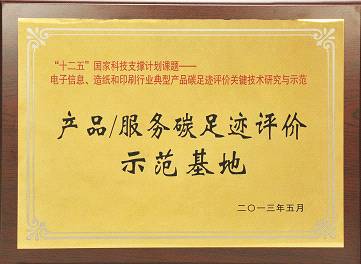 “十二五”国家科技支撑计划课题——
电子信息、造纸和印刷行业典型产品碳足迹评价关键技术研究与示范
产品/服务碳足迹评价
示范基地
二〇一三年五月